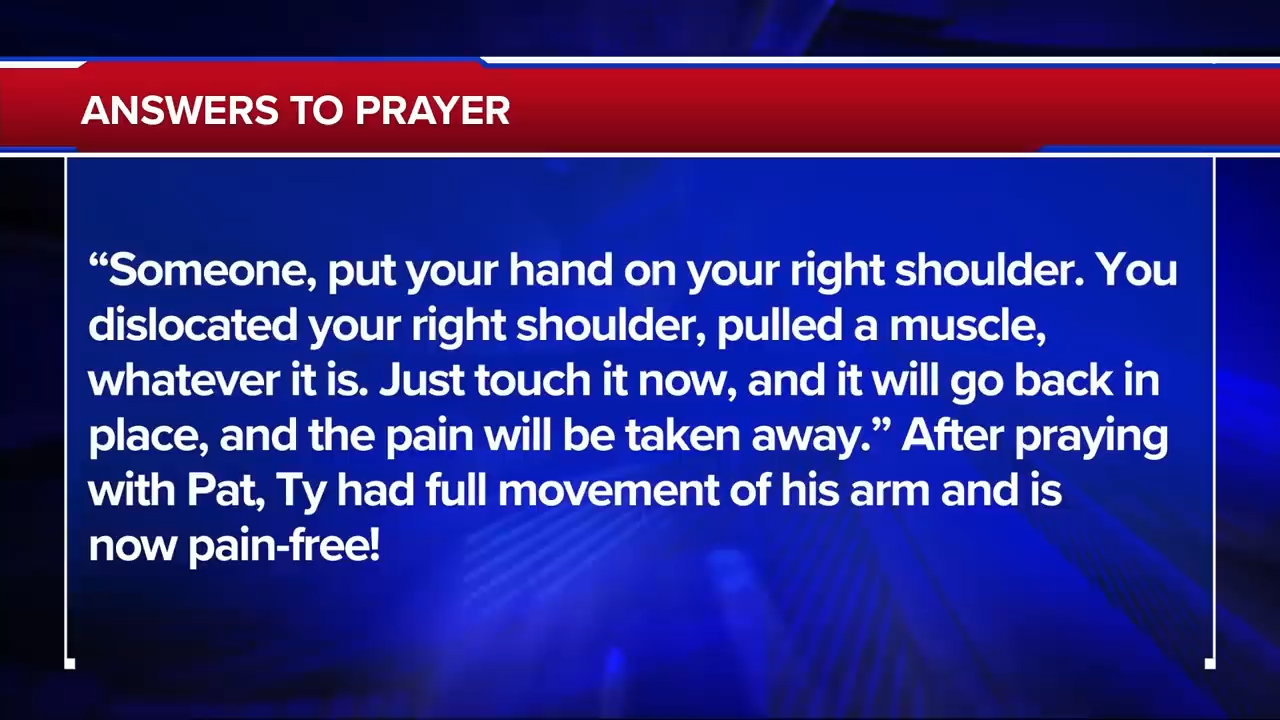 ANSWERS TO PRAYER
“Someone, put your hand on your right shoulder. You
dislocated your right shoulder, pulled a muscle,
whatever it is. Just touch it now, and it will go back in
place, and the pain will be taken away.” After praying
with Pat, Ty had full movement of his arm and is
now pain-free!